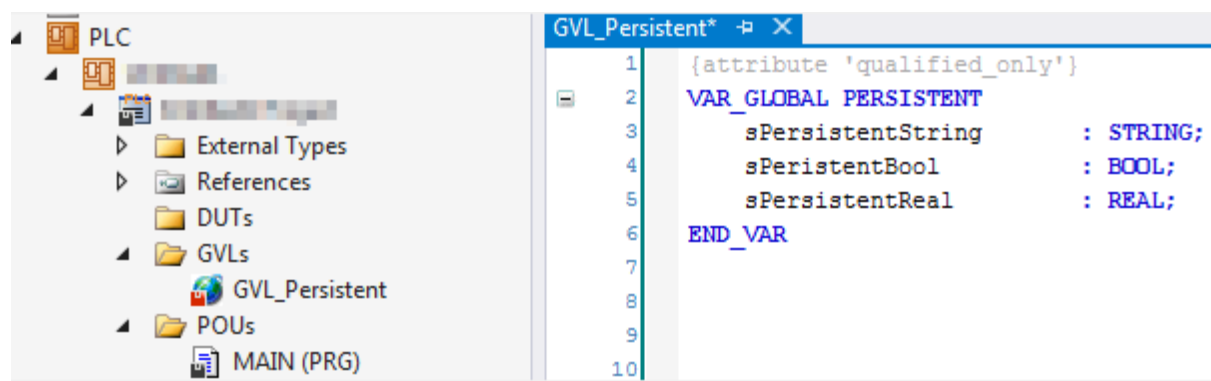 PLC
External Types
References
DUTs
GVLs
GVL_Persistent
POUs
MAIN (PRG)
GVL_Persistent*
1 {attribute 'qualified_only'}
2 VAR_GLOBAL PERSISTENT
3 sPersistentString : STRING;
4 sPeristentBool : BOOL;
5 sPersistentReal : REAL;
6 END_VAR
7
8
9
10